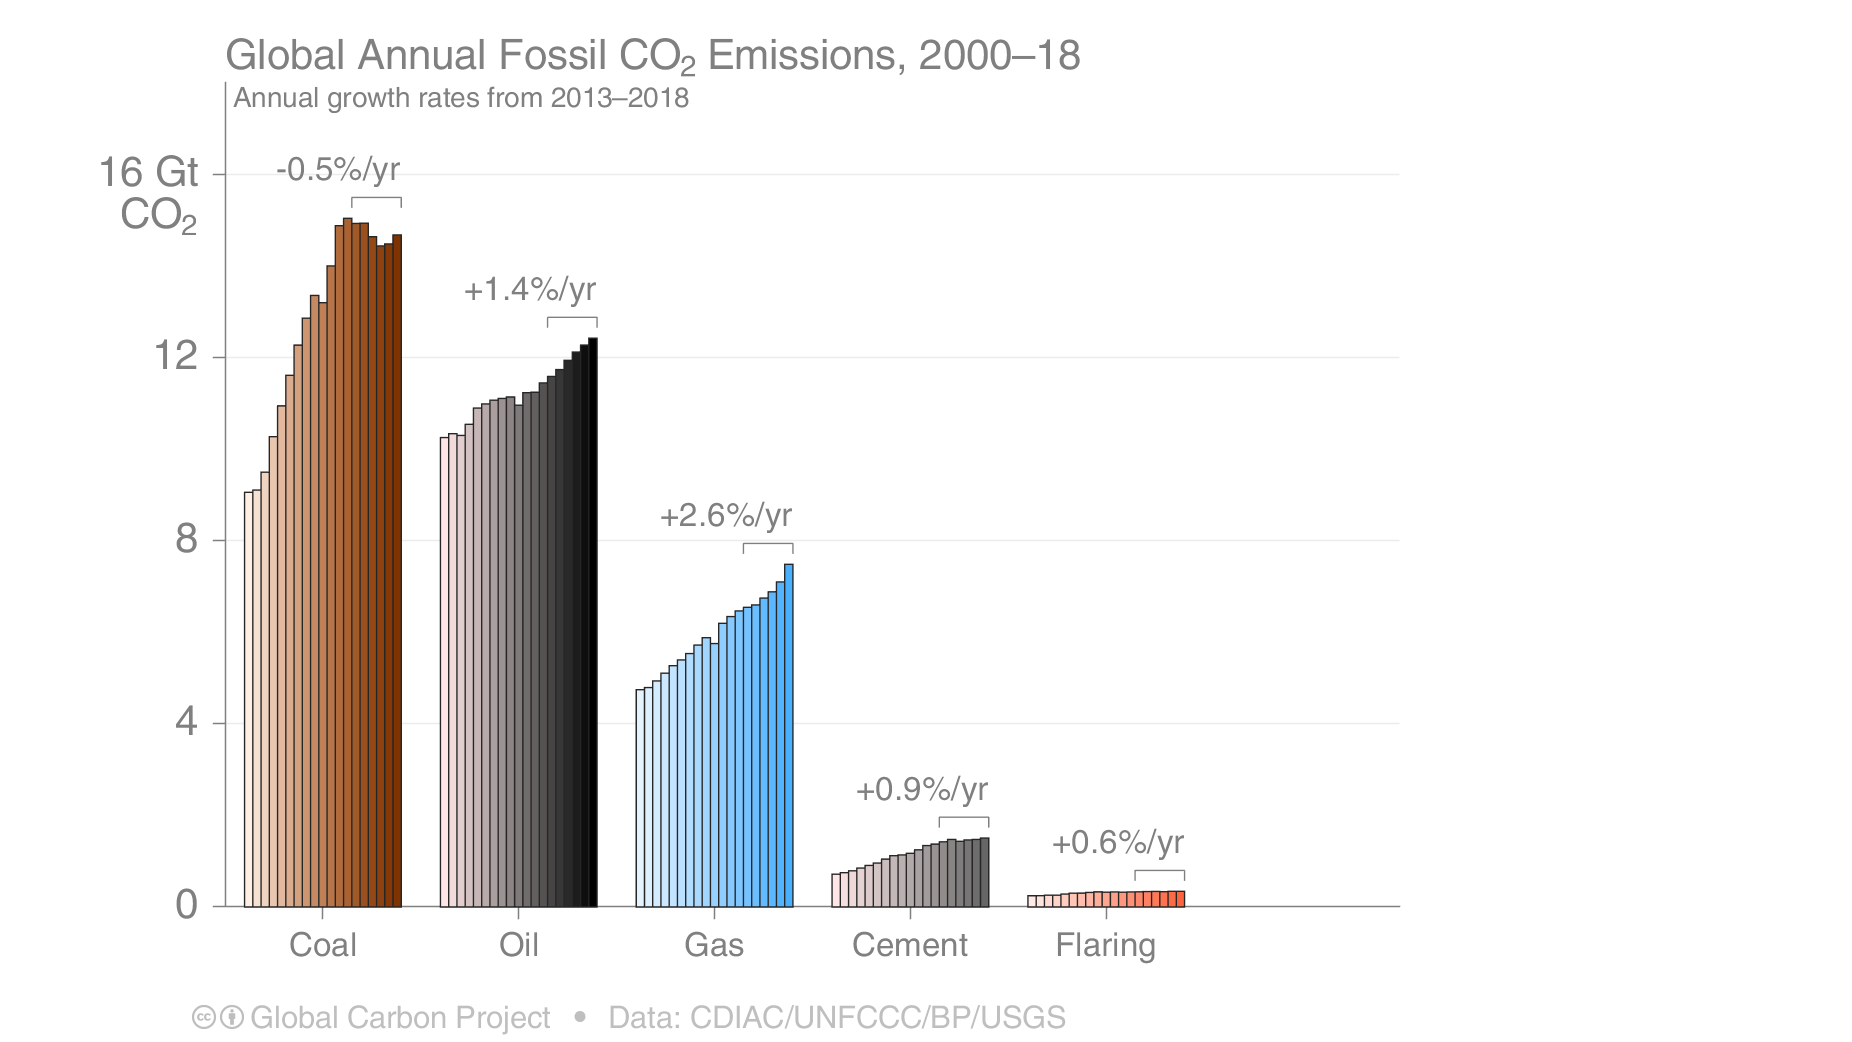 Global Annual Fossil CO₂ Emissions, 2000–18
Annual growth rates from 2013–2018
16 Gt
CO₂
-0.5%/yr
+1.4%/yr
12
+2.6%/yr
8
4
+0.9%/yr
+0.6%/yr
0
Coal Oil Gas Cement Flaring
cc Global Carbon Project • Data: CDIAC/UNFCCC/BP/USGS